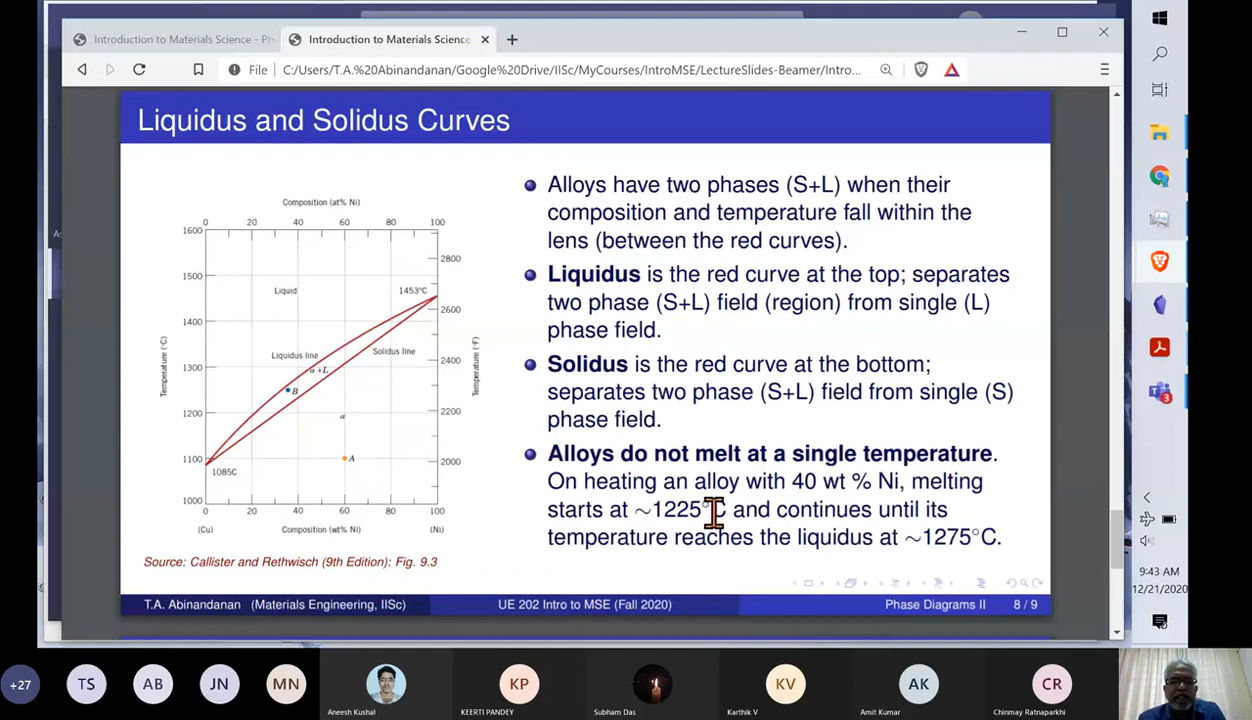 Introduction to Materials Science - Ph
Introduction to Materials Science
File
C:/Users/T.A.%20Abinandanan/Google%20Drive/IISc/MyCourses/IntroMSE/LectureSlides-Beamer/Intro...
Liquidus and Solidus Curves
Composition (at% Ni)
0 20 40 60 80 100
1600
1500
1400
1300
1200
1100
1000
2800
2600
2400
2200
2000
Temperature (°C)
Temperature (°F)
Liquid
1453°C
Liquidus line
Solidus line
α +L
B
α
A
1085C
0 20 40 60 80 100
(Cu)
Composition (wt% Ni)
(Ni)
Source: Callister and Rethwisch (9th Edition): Fig. 9.3
Alloys have two phases (S+L) when their
composition and temperature fall within the
lens (between the red curves).
Liquidus is the red curve at the top; separates
two phase (S+L) field (region) from single (L)
phase field.
Solidus is the red curve at the bottom;
separates two phase (S+L) field from single (S)
phase field.
Alloys do not melt at a single temperature.
On heating an alloy with 40 wt % Ni, melting
starts at ∼1225°C and continues until its
temperature reaches the liquidus at ∼1275°C.
T.A. Abinandanan (Materials Engineering, IISc)
UE 202 Intro to MSE (Fall 2020)
Phase Diagrams II
8 / 9
3
9:43 AM
12/21/2020
+27
TS
AB
JN
MN
Aneesh Kushal
KP
KEERTI PANDEY
Subham Das
KV
Karthik V
AK
Amit Kumar
CR
Chinmay Ratnaparkhi